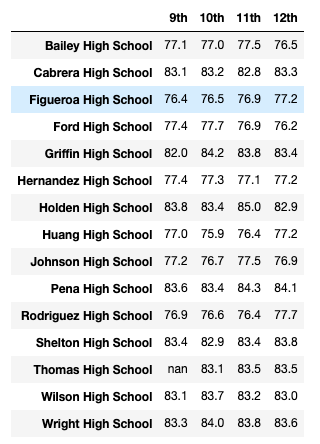 9th 10th 11th 12th
Bailey High School 77.1 77.0 77.5 76.5
Cabrera High School 83.1 83.2 82.8 83.3
Figueroa High School 76.4 76.5 76.9 77.2
Ford High School 77.4 77.7 76.9 76.2
Griffin High School 82.0 84.2 83.8 83.4
Hernandez High School 77.4 77.3 77.1 77.2
Holden High School 83.8 83.4 85.0 82.9
Huang High School 77.0 75.9 76.4 77.2
Johnson High School 77.2 76.7 77.5 76.9
Pena High School 83.6 83.4 84.3 84.1
Rodriguez High School 76.9 76.6 76.4 77.7
Shelton High School 83.4 82.9 83.4 83.8
Thomas High School nan 83.1 83.5 83.5
Wilson High School 83.1 83.7 83.2 83.0
Wright High School 83.3 84.0 83.8 83.6